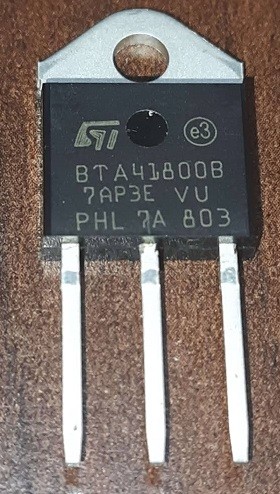 ST e3
BTA41800B
7AP3E VU
PHL 7A 803